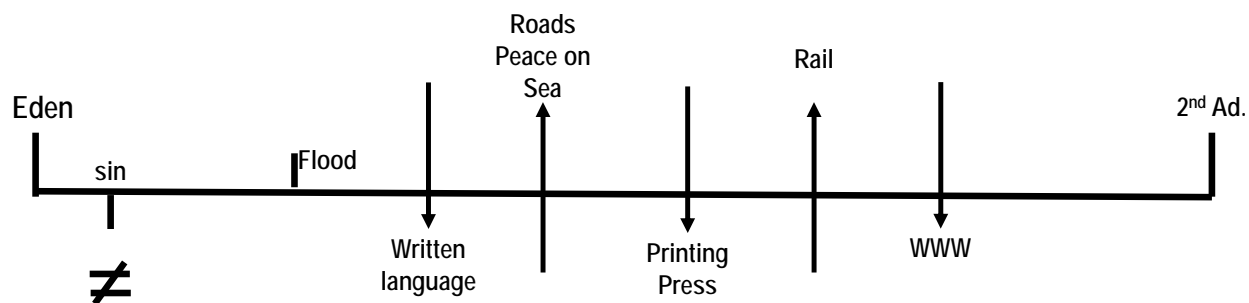 Roads
Peace on
Sea
Rail
Eden
2nd Ad.
sin
Flood
Written
language
Printing
Press
WWW
≠